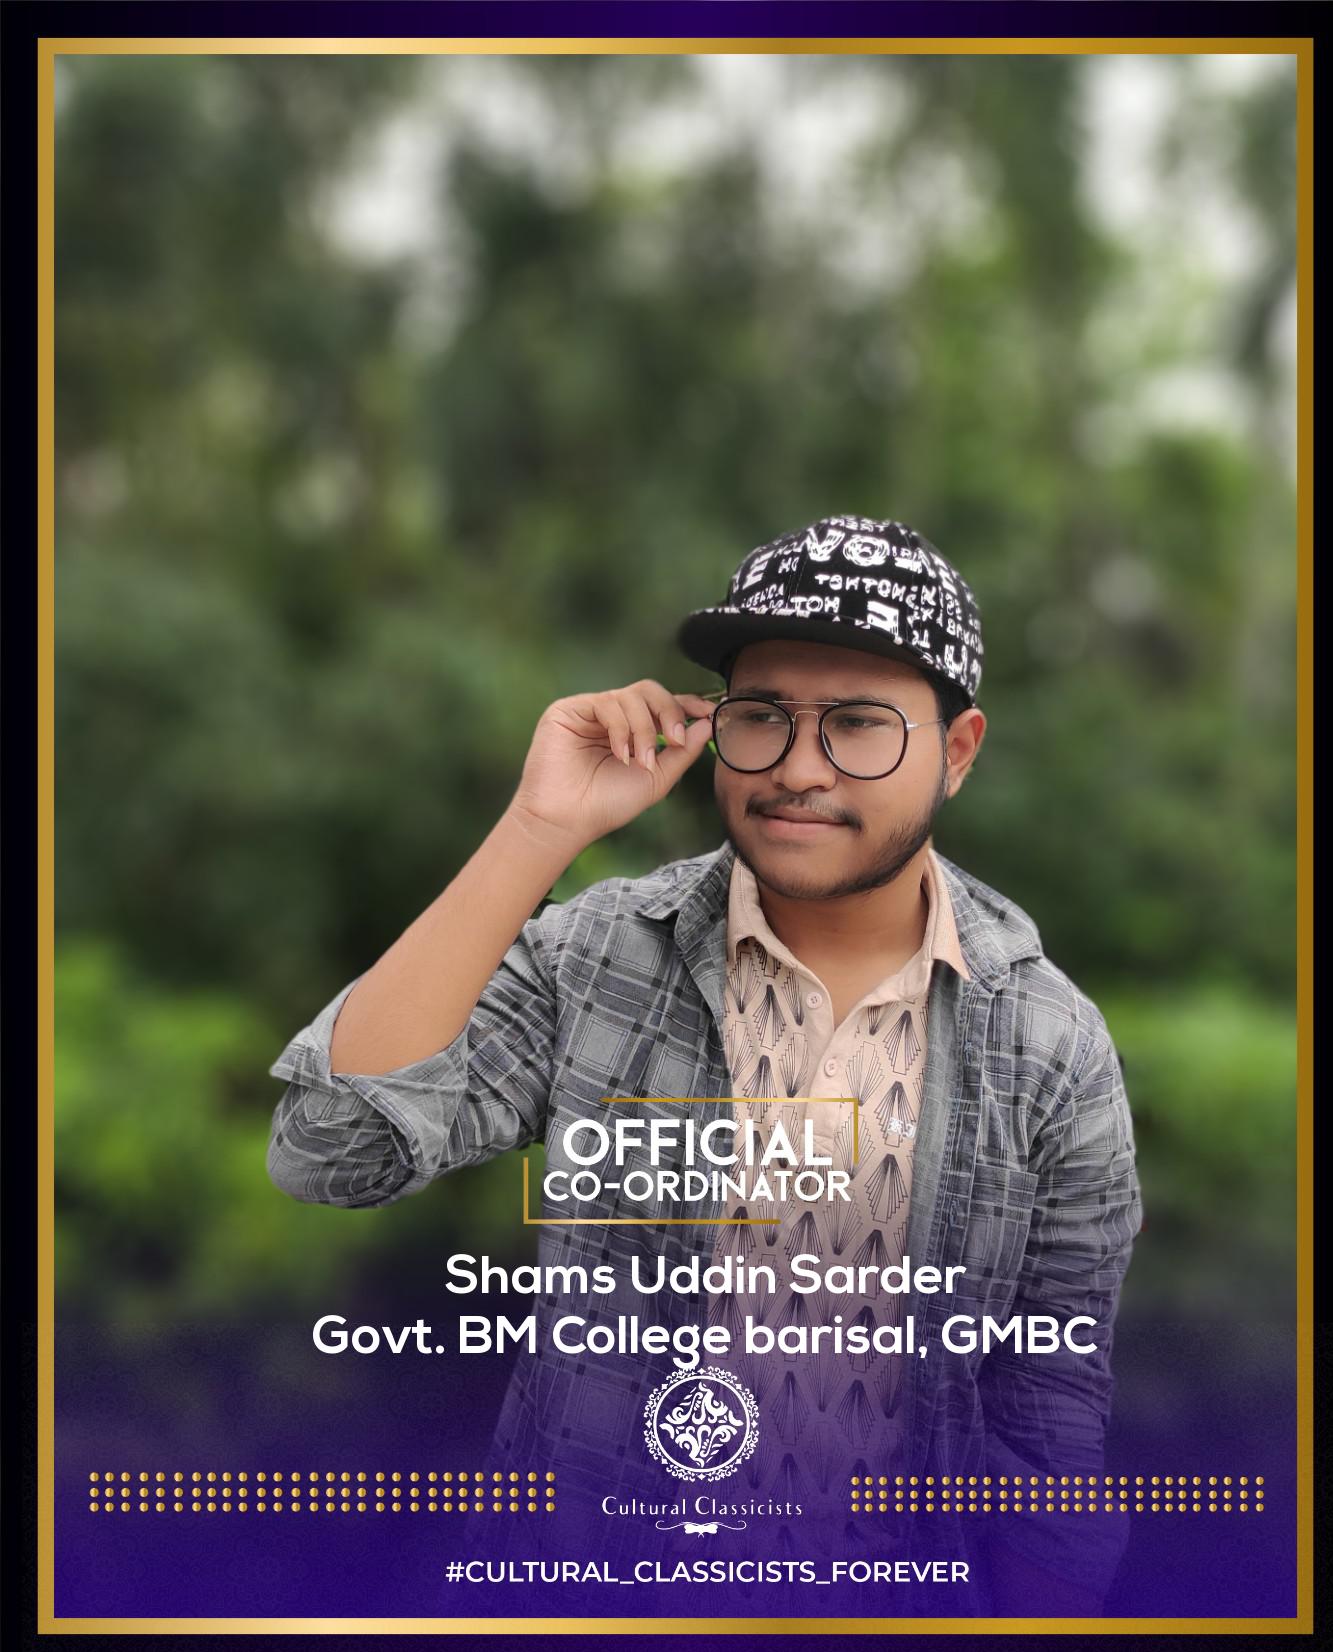 OFFICIAL
CO-ORDINATOR
Shams Uddin Sarder
Govt. BM College barisal, GMBC
Cultural Classicists
#CULTURAL_CLASSICISTS_FOREVER